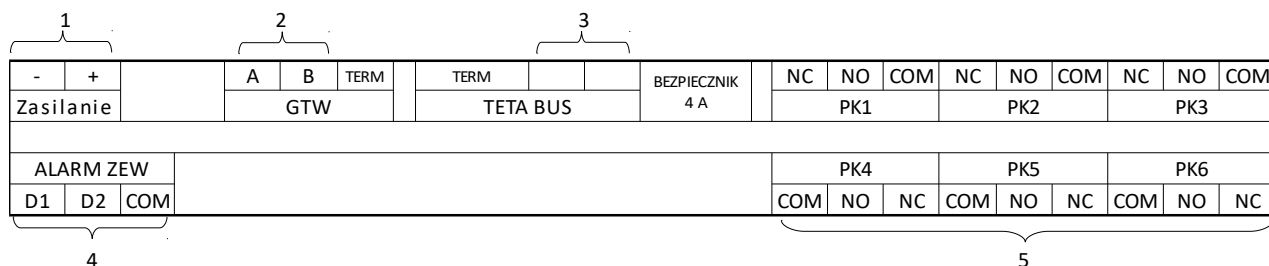 1 2 3
- + A B TERM TERM BEZPIECZNIK 4 A NC NO COM NC NO COM NC NO COM
Zasilanie GTW TETA BUS PK1 PK2 PK3
ALARM ZEW PK4 PK5 PK6
D1 D2 COM COM NO NC COM NO NC COM NO NC
4 5